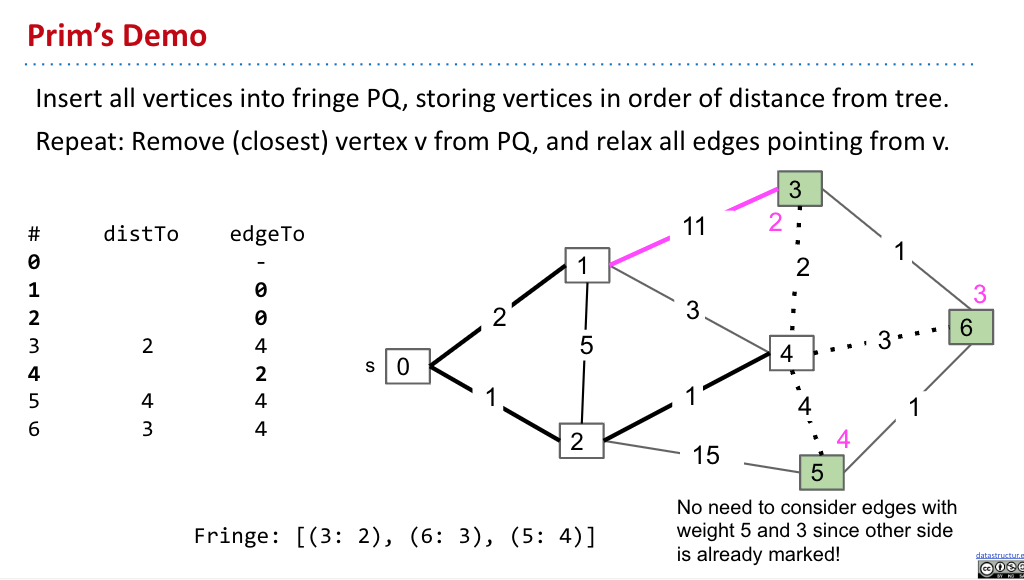 Prim's Demo
Insert all vertices into fringe PQ, storing vertices in order of distance from tree.
Repeat: Remove (closest) vertex v from PQ, and relax all edges pointing from v.
# distTo edgeTo
0 -
1 0
2 0
3 2 4
4 2
5 4 4
6 3 4
3
11
2
1
2
1
3
3
6
2
5
4
3
s
0
1
1
4
1
2
15
4
5
No need to consider edges with
weight 5 and 3 since other side
is already marked!
Fringe: [(3: 2), (6: 3), (5: 4)]
datastructur.e